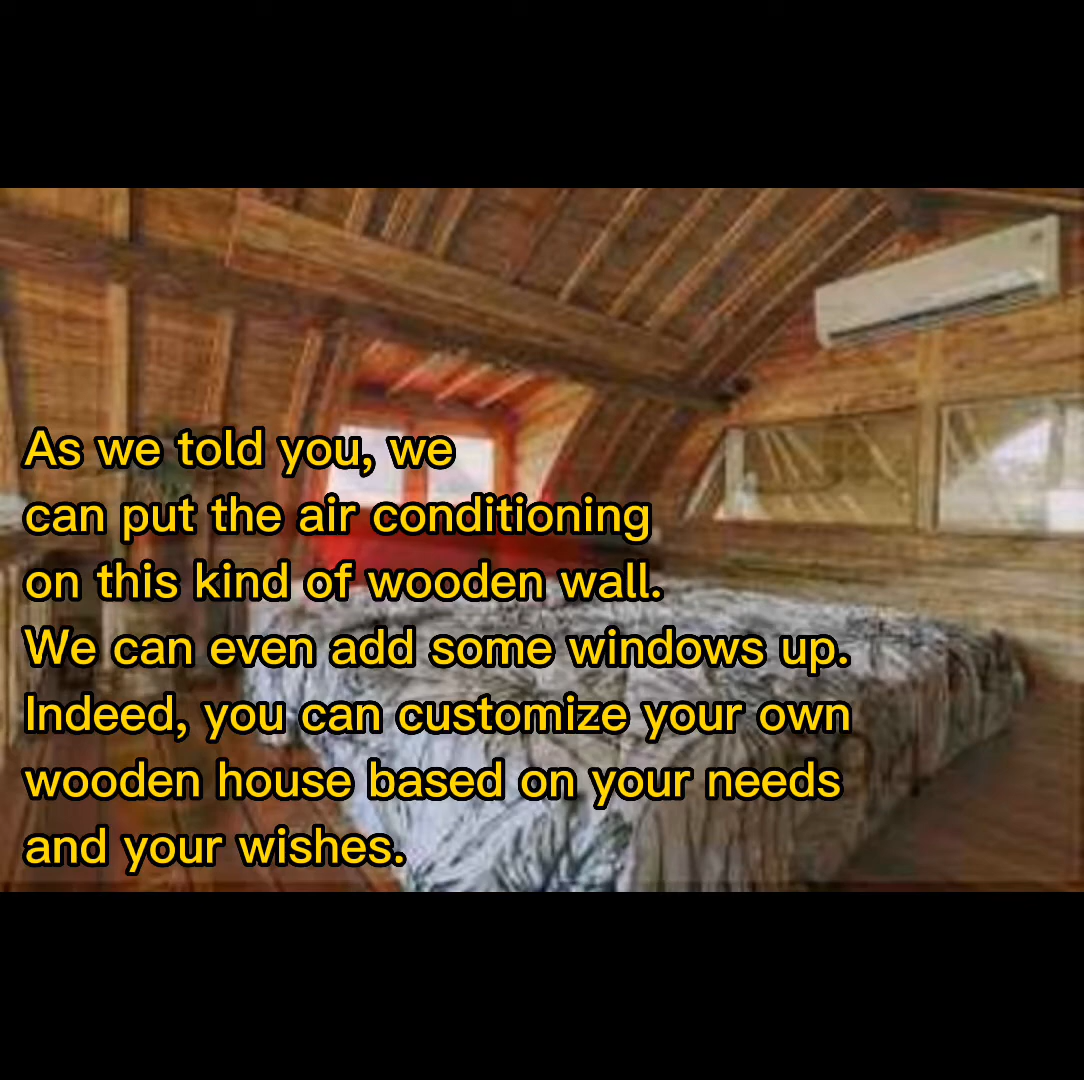 As we told you, we
can put the air conditioning
on this kind of wooden wall.
We can even add some windows up.
Indeed, you can customize your own
wooden house based on your needs
and your wishes.